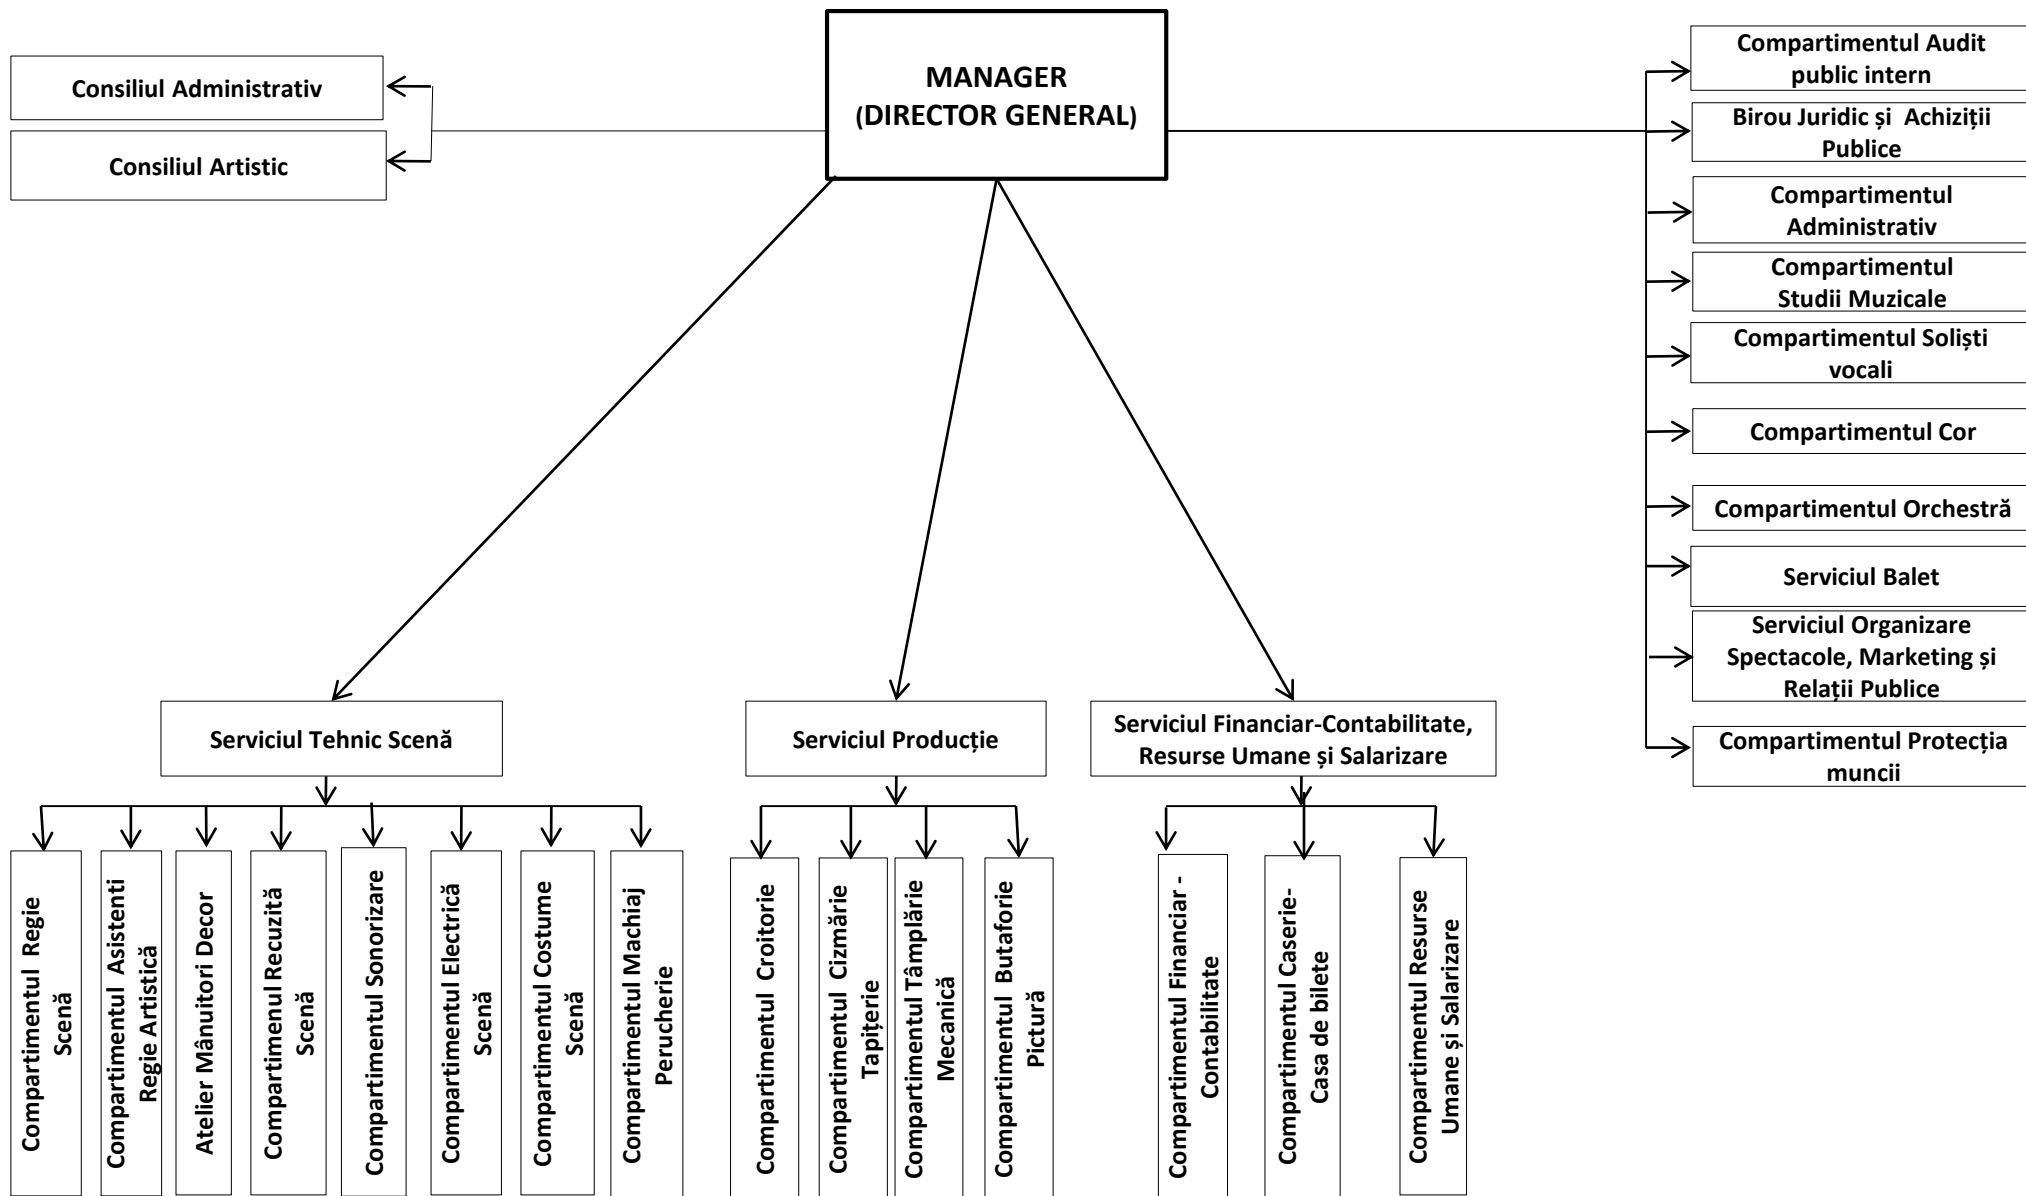 MANAGER
(DIRECTOR GENERAL)
Consiliul Administrativ
Consiliul Artistic
Compartimentul Audit
public intern
Birou Juridic și Achiziții
Publice
Compartimentul
Administrativ
Compartimentul
Studii Muzicale
Compartimentul Soliști
vocali
Compartimentul Cor
Compartimentul Orchestră
Serviciul Balet
Serviciul Organizare
Spectacole, Marketing și
Relații Publice
Compartimentul Protecția
muncii
Serviciul Tehnic Scenă
Serviciul Producție
Serviciul Financiar-Contabilitate,
Resurse Umane și Salarizare
Compartimentul Regie
Scenă
Compartimentul Asistenti
Regie Artistică
Atelier Mânuitori Decor
Compartimentul Recuzită
Scenă
Compartimentul Sonorizare
Compartimentul Electrică
Scenă
Compartimentul Costume
Scenă
Compartimentul Machiaj
Perucherie
Compartimentul Croitorie
Compartimentul Cizmărie
Tapițerie
Compartimentul Tâmplărie
Mecanică
Compartimentul Butaforie
Pictură
Compartimentul Financiar -
Contabilitate
Compartimentul Caserie-
Casa de bilete
Compartimentul Resurse
Umane și Salarizare